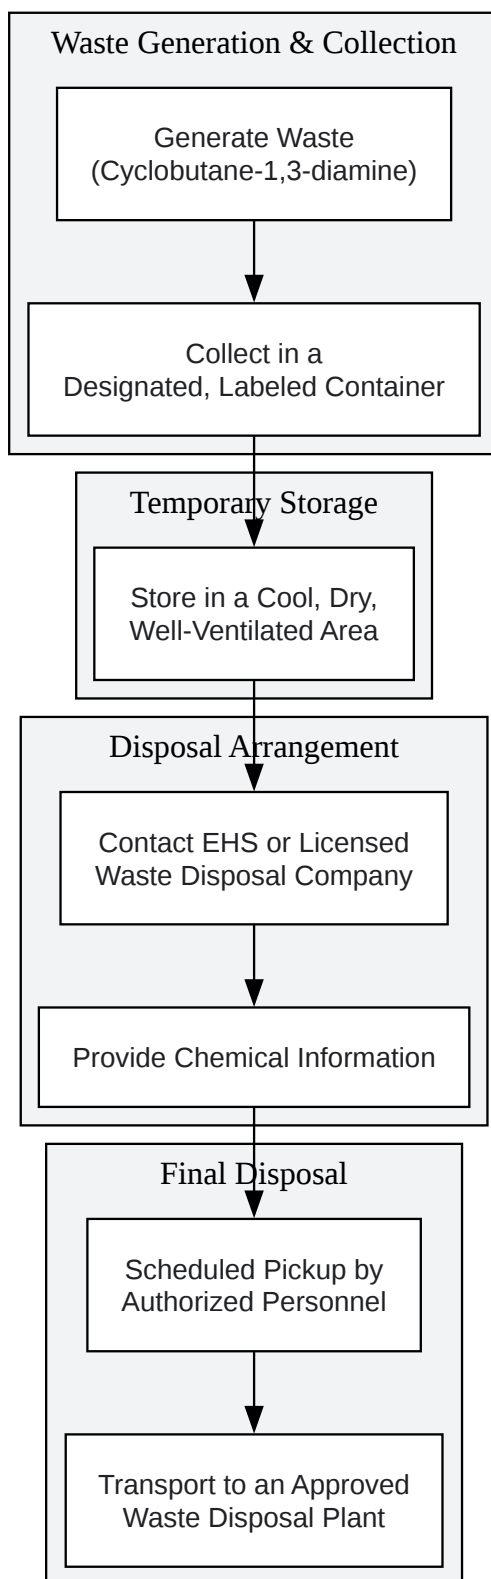 Waste Generation & Collection
Generate Waste
(Cyclobutane-1,3-diamine)
Collect in a
Designated, Labeled Container
Temporary Storage
Store in a Cool, Dry,
Well-Ventilated Area
Disposal Arrangement
Contact EHS or Licensed
Waste Disposal Company
Provide Chemical Information
Final Disposal
Scheduled Pickup by
Authorized Personnel
Transport to an Approved
Waste Disposal Plant